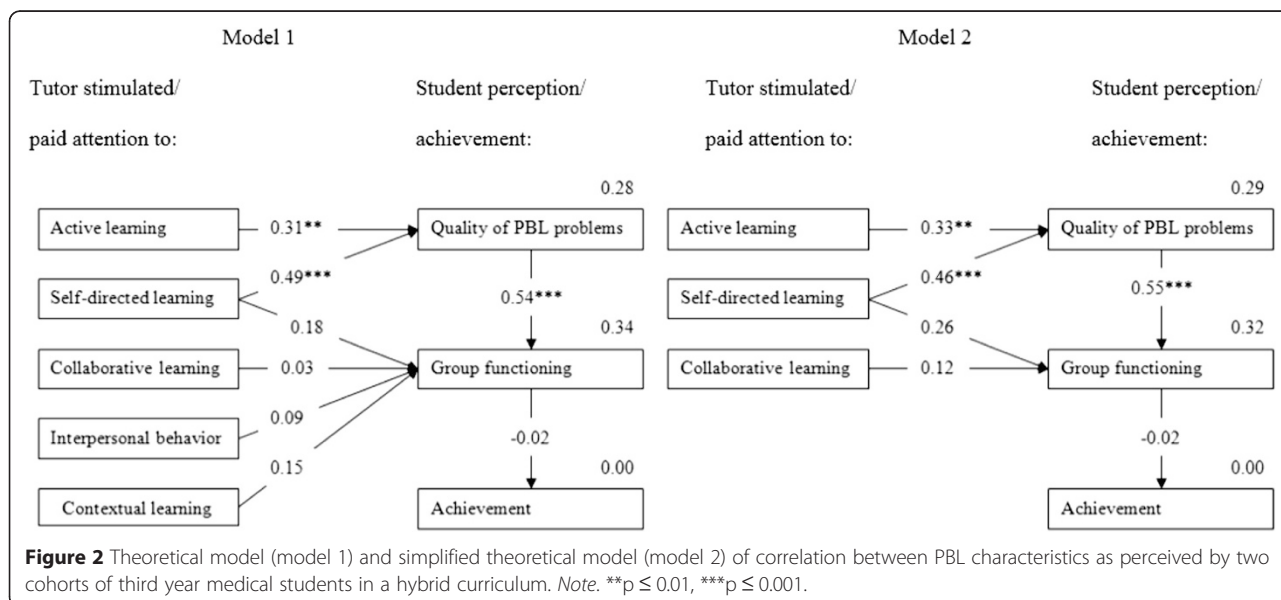 Model 1
Model 2
Tutor stimulated/
paid attention to:
Student perception/
achievement:
Tutor stimulated/
paid attention to:
Student perception/
achievement:
0.28
Active learning
0.31**
Quality of PBL problems
0.49***
Self-directed learning
0.54***
0.18
0.34
Collaborative learning
0.03
Group functioning
0.09
Interpersonal behavior
-0.02
0.15
0.00
Contextual learning
Achievement
0.29
Active learning
0.33**
Quality of PBL problems
0.46***
Self-directed learning
0.55***
0.26
0.32
Collaborative learning
0.12
Group functioning
-0.02
0.00
Achievement
Figure 2 Theoretical model (model 1) and simplified theoretical model (model 2) of correlation between PBL characteristics as perceived by two
cohorts of third year medical students in a hybrid curriculum. Note. **p ≤ 0.01, ***p ≤ 0.001.